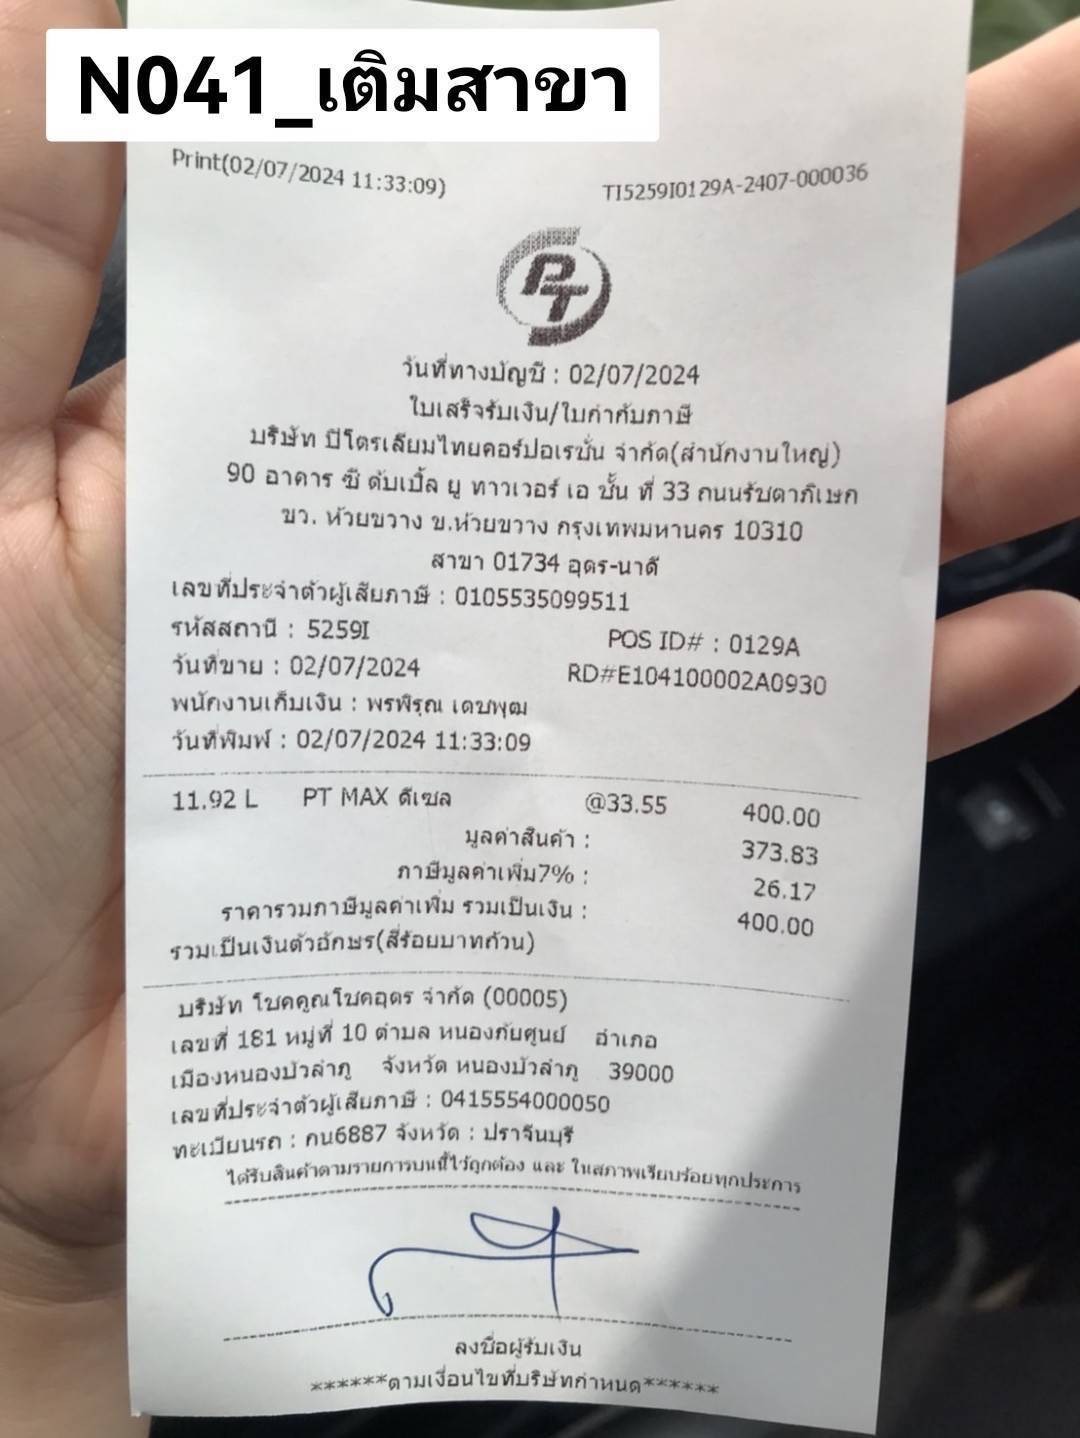 N041_เติมสาขา
Print(02/07/2024 11:33:09) TI5259I0129A-2407-000036
PT
วันที่ทางบัญชี : 02/07/2024
ใบเสร็จรับเงิน/ใบกำกับภาษี
บริษัท ปิโตรเลียมไทยคอร์ปอเรชั่น จำกัด(สำนักงานใหญ่)
90 อาคาร ซี ดับเบิ้ล ยู ทาวเวอร์ เอ ชั้น ที่ 33 ถนนรัชดาภิเษก
ขว. ห้วยขวาง ข.ห้วยขวาง กรุงเทพมหานคร 10310
สาขา 01734 อุดร-นาดี
เลขที่ประจำตัวผู้เสียภาษี : 0105535099511
รหัสสถานี : 5259I POS ID# : 0129A
วันที่ขาย : 02/07/2024 RD#E104100002A0930
พนักงานเก็บเงิน : พรพิรุณ เดชพุฒ
วันที่พิมพ์ : 02/07/2024 11:33:09
11.92 L PT MAX ดีเซล @33.55 400.00
มูลค่าสินค้า : 373.83
ภาษีมูลค่าเพิ่ม7% : 26.17
ราคารวมภาษีมูลค่าเพิ่ม รวมเป็นเงิน : 400.00
รวมเป็นเงินตัวอักษร(สี่ร้อยบาทถ้วน)
บริษัท โชคคูณโชคอุดร จำกัด (00005)
เลขที่ 181 หมู่ที่ 10 ตำบล หนองภัยศูนย์ อำเภอ
เมืองหนองบัวลำภู จังหวัด หนองบัวลำภู 39000
เลขที่ประจำตัวผู้เสียภาษี : 0415554000050
ทะเบียนรถ : กน6887 จังหวัด : ปราจีนบุรี
ได้รับสินค้าตามรายการบนนี้ไว้ถูกต้อง และ ในสภาพเรียบร้อยทุกประการ
ลงชื่อผู้รับเงิน
******ตามเงื่อนไขที่บริษัทกำหนด******